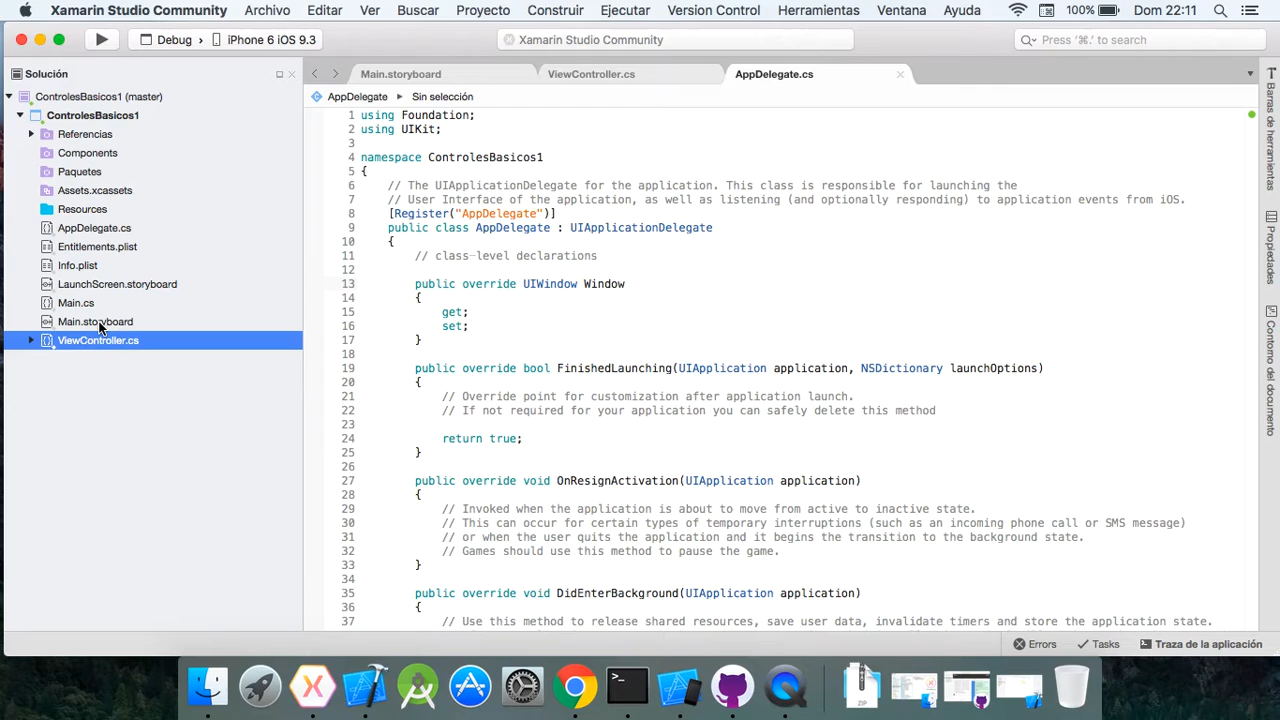 Xamarin Studio Community Archivo Editar Ver Buscar Proyecto Construir Ejecutar Version Control Herramientas Ventana Ayuda 100% Dom 22:11
Debug iPhone 6 iOS 9.3 Xamarin Studio Community Press '⌘.' to search
Solución
Main.storyboard ViewController.cs AppDelegate.cs
ControlesBasicos1 (master)
ControlesBasicos1
Referencias
Components
Paquetes
Assets.xcassets
Resources
AppDelegate.cs
Entitlements.plist
Info.plist
LaunchScreen.storyboard
Main.cs
Main.storyboard
ViewController.cs
AppDelegate ▸ Sin selección
1 using Foundation;
2 using UIKit;
3
4 namespace ControlesBasicos1
5 {
6 // The UIApplicationDelegate for the application. This class is responsible for launching the
7 // User Interface of the application, as well as listening (and optionally responding) to application events from iOS.
8 [Register("AppDelegate")]
9 public class AppDelegate : UIApplicationDelegate
10 {
11 // class-level declarations
12
13 public override UIWindow Window
14 {
15 get;
16 set;
17 }
18
19 public override bool FinishedLaunching(UIApplication application, NSDictionary launchOptions)
20 {
21 // Override point for customization after application launch.
22 // If not required for your application you can safely delete this method
23
24 return true;
25 }
26
27 public override void OnResignActivation(UIApplication application)
28 {
29 // Invoked when the application is about to move from active to inactive state.
30 // This can occur for certain types of temporary interruptions (such as an incoming phone call or SMS message)
31 // or when the user quits the application and it begins the transition to the background state.
32 // Games should use this method to pause the game.
33 }
34
35 public override void DidEnterBackground(UIApplication application)
36 {
37 // Use this method to release shared resources, save user data, invalidate timers and store the application state.
Barras de herramientas
Propiedades
Contorno del documento
Errors Tasks Traza de la aplicación
ZIP